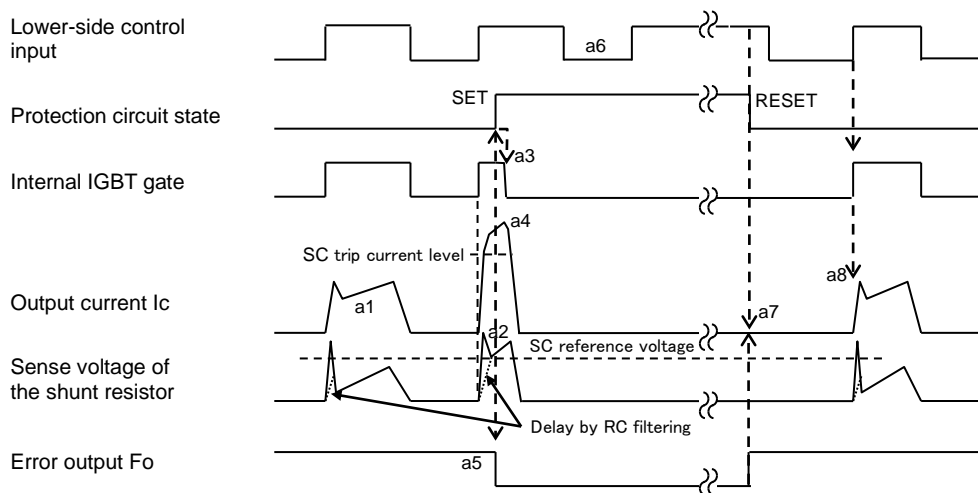 Lower-side control
input
a6
Protection circuit state
SET
RESET
a3
Internal IGBT gate
a4
SC trip current level
a8
Output current Ic
a1
a7
a2
SC reference voltage
Sense voltage of
the shunt resistor
Delay by RC filtering
Error output Fo
a5